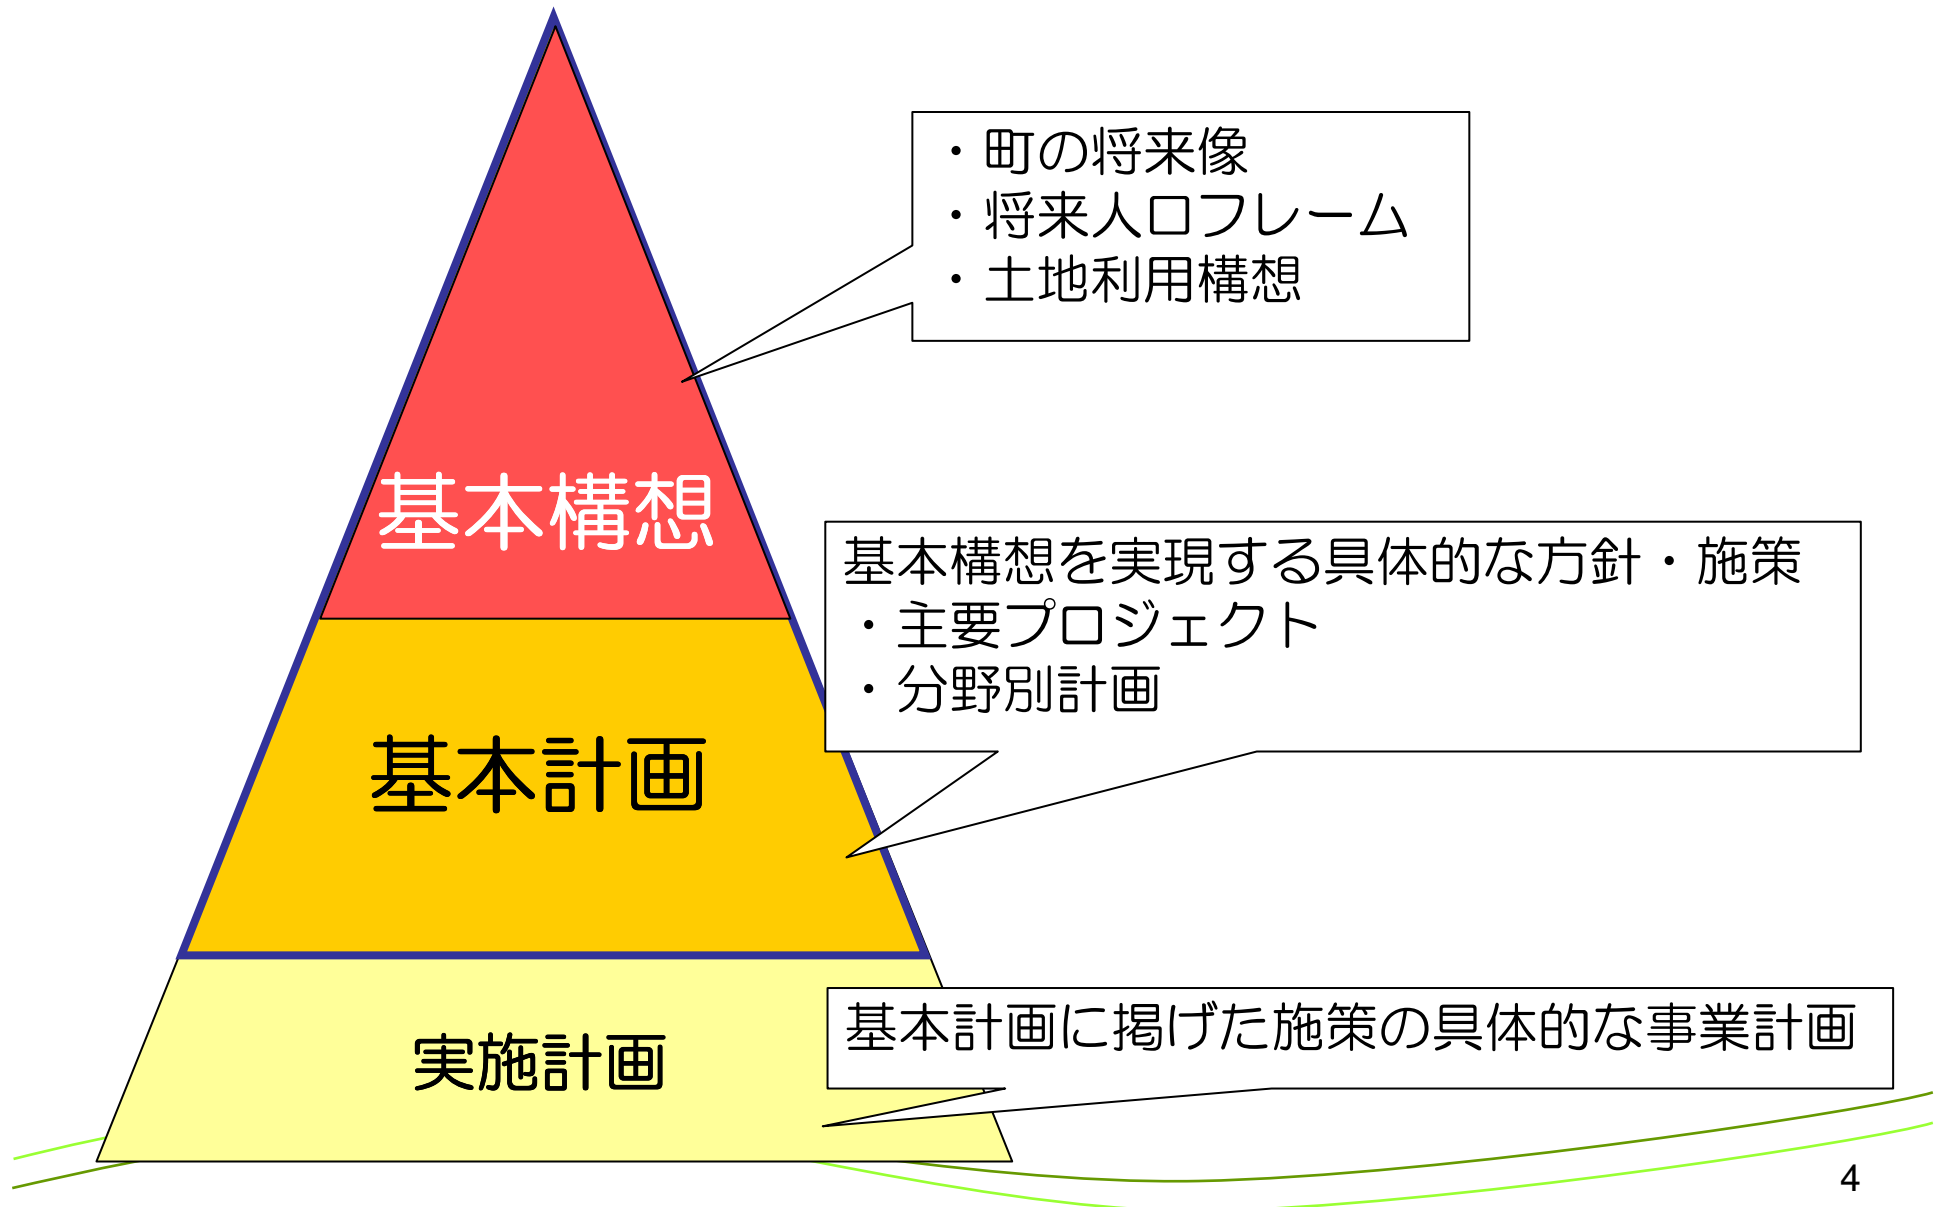 ・町の将来像
・将来人口フレーム
・土地利用構想
基本構想
基本構想を実現する具体的な方針・施策
・主要プロジェクト
・分野別計画
基本計画
基本計画に掲げた施策の具体的な事業計画
実施計画
4